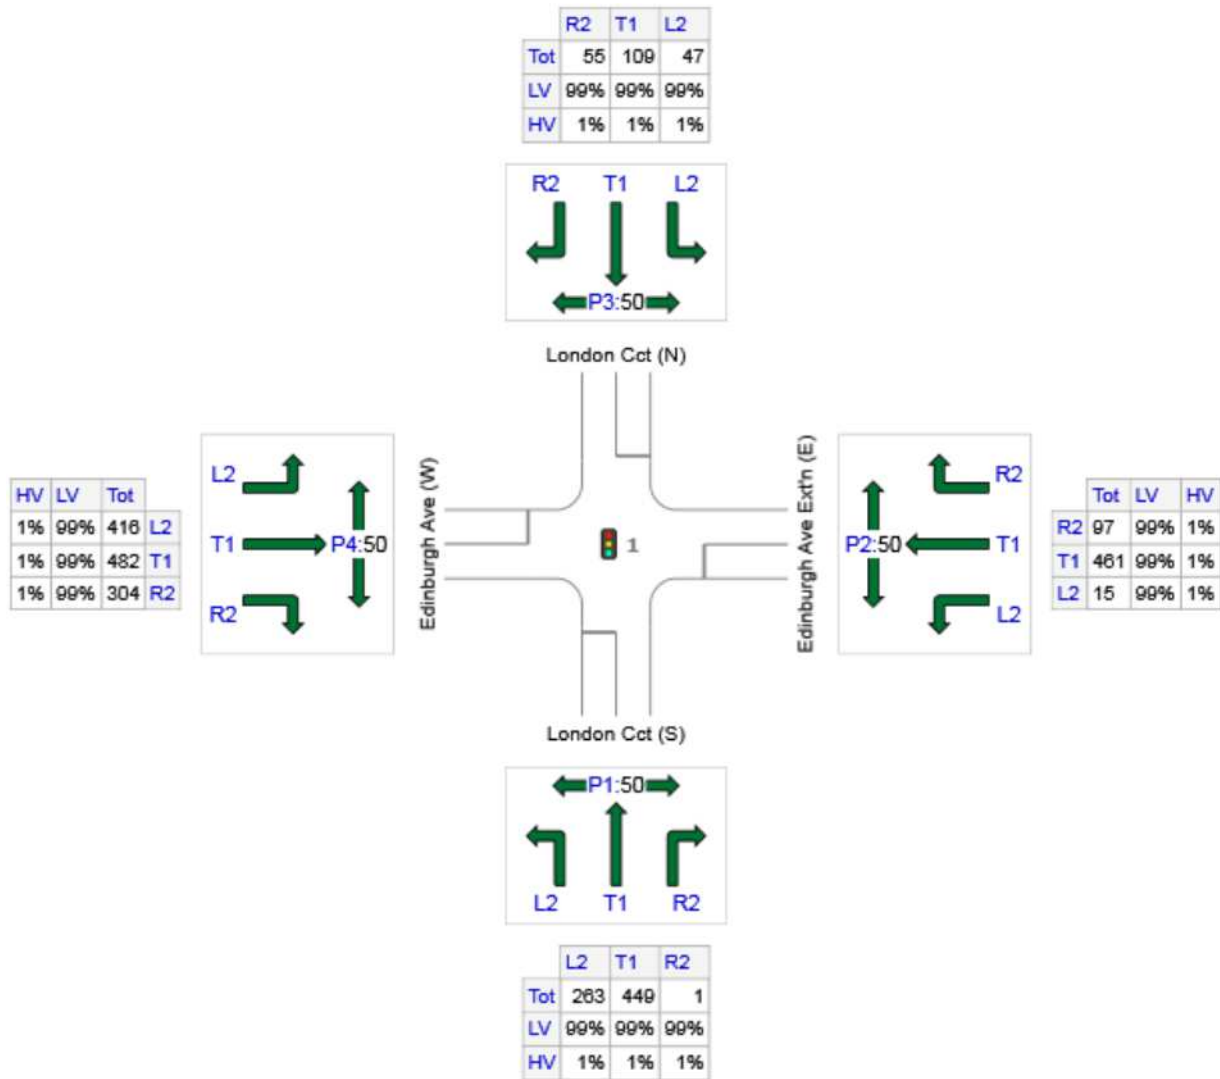 R2 T1 L2
Tot 55 109 47
LV 99% 99% 99%
HV 1% 1% 1%
R2 T1 L2
P3:50
London Cct (N)
HV LV Tot
1% 99% 416 L2
1% 99% 482 T1
1% 99% 304 R2
L2
T1
R2
P4:50
Edinburgh Ave (W)
1
Edinburgh Ave Ext'n (E)
P2:50
R2
T1
L2
Tot LV HV
R2 97 99% 1%
T1 461 99% 1%
L2 15 99% 1%
London Cct (S)
P1:50
L2 T1 R2
L2 T1 R2
Tot 263 449 1
LV 99% 99% 99%
HV 1% 1% 1%